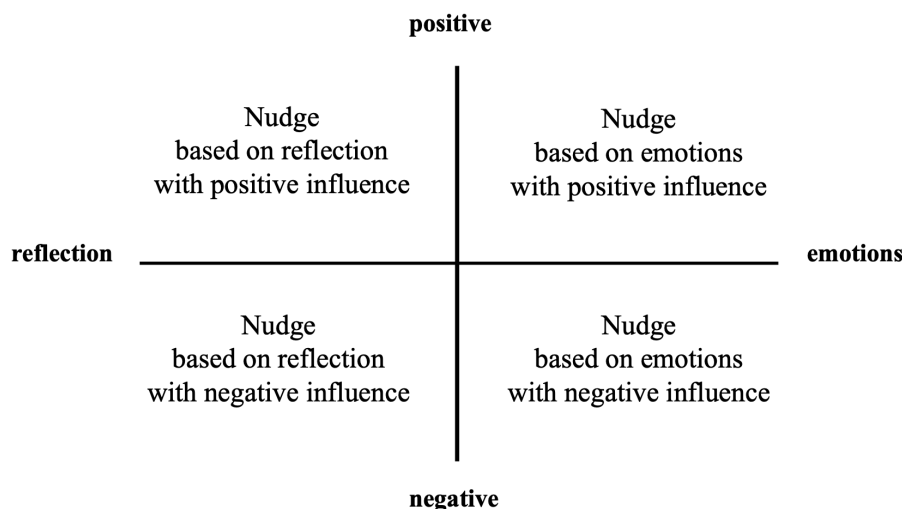 positive
Nudge
based on reflection
with positive influence
Nudge
based on emotions
with positive influence
reflection
emotions
Nudge
based on reflection
with negative influence
Nudge
based on emotions
with negative influence
negative